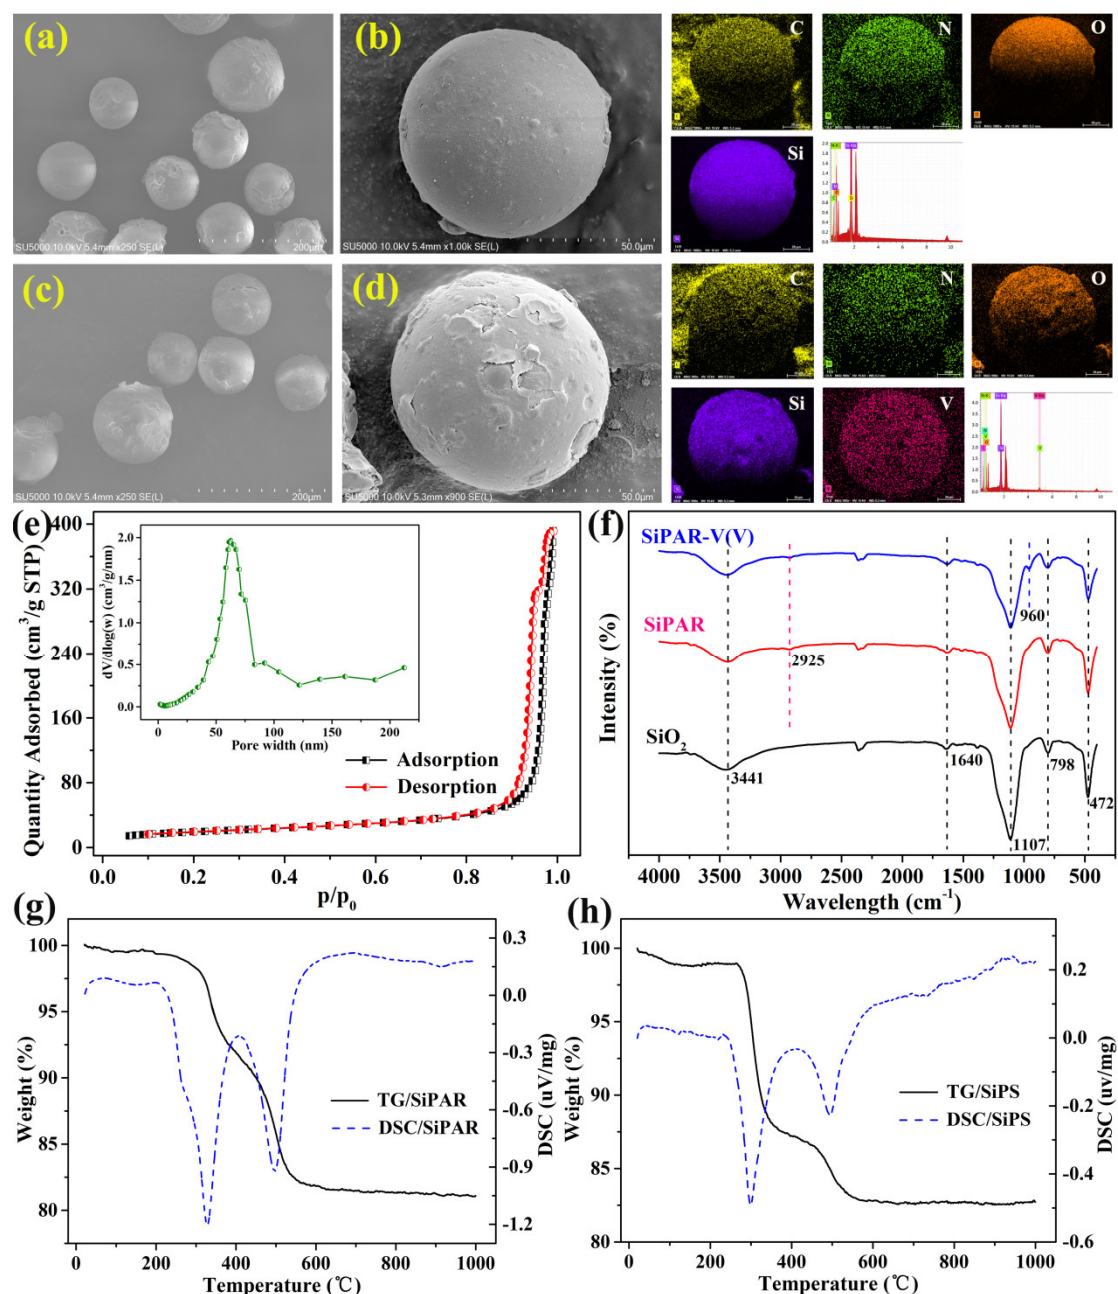 (a)
SU5000 10.0kV 5.4mm x250 SE(L)
200μm
(b)
SU5000 10.0kV 5.4mm x1.00k SE(L)
50.0μm
C
N
O
Si
(c)
SU5000 10.0kV 5.4mm x250 SE(L)
200μm
(d)
SU5000 10.0kV 5.3mm x900 SE(L)
50.0μm
C
N
O
Si
V
(e)
Quantity Adsorbed (cm³/g STP)
400
320
240
160
80
0
dV/dlog(w) (cm³/g/nm)
2.0
1.5
1.0
0.5
0.0
0 50 100 150 200
Pore width (nm)
Adsorption
Desorption
0.0 0.2 0.4 0.6 0.8 1.0
p/p₀
(f)
Intensity (%)
SiPAR-V(V)
960
SiPAR
2925
SiO₂
3441
1640
1107
798
472
4000 3500 3000 2500 2000 1500 1000 500
Wavelength (cm⁻¹)
(g)
Weight (%)
100
95
90
85
80
TG/SiPAR
DSC/SiPAR
0.3
0.0
-0.3
-0.6
-0.9
-1.2
DSC (uV/mg)
0 200 400 600 800 1000
Temperature (℃)
(h)
Weight (%)
100
95
90
85
80
TG/SiPS
DSC/SiPS
0.2
0.0
-0.2
-0.4
-0.6
DSC (uv/mg)
0 200 400 600 800 1000
Temperature (℃)